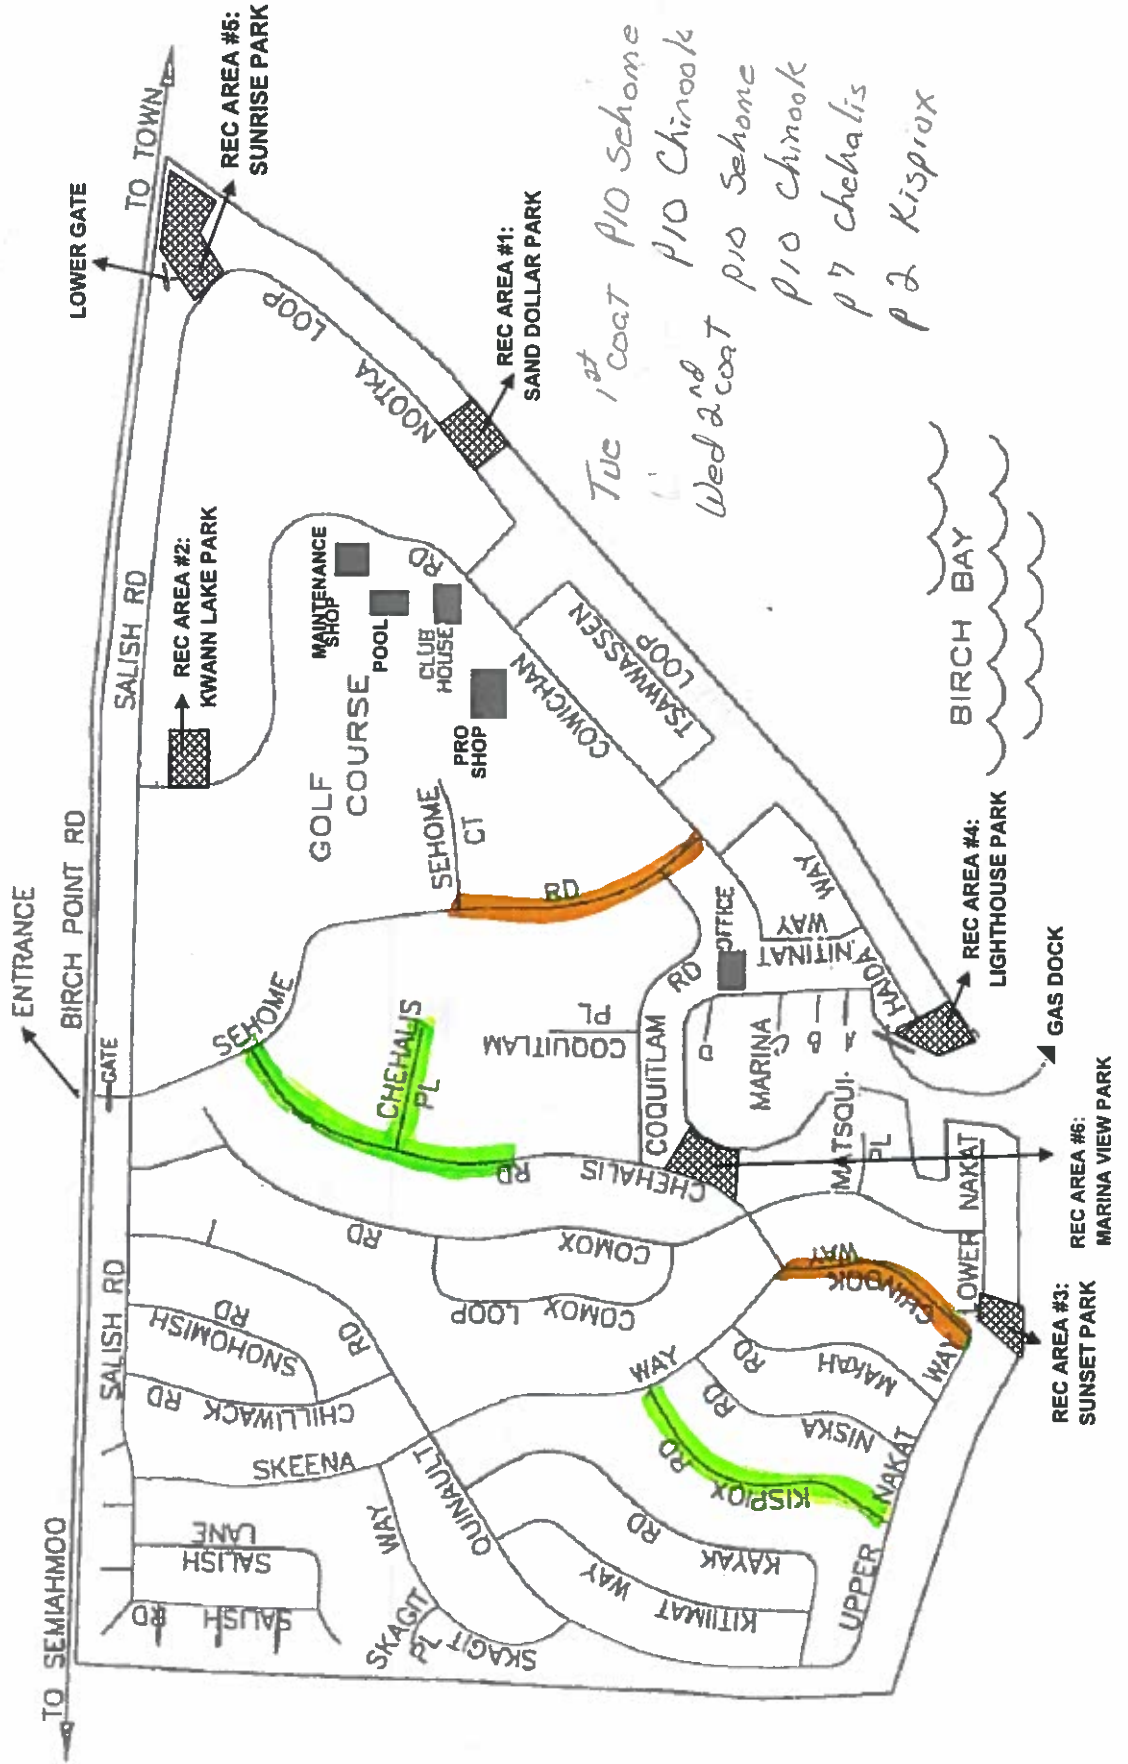 TO SEMIAHMOO
BIRCH POINT RD
ENTRANCE
TO TOWN
LOWER GATE
REC AREA #5:
SUNRISE PARK
SALISH RD
GATE
SALISH RD
REC AREA #2:
KWANN LAKE PARK
NOOTKA
LOOP
REC AREA #1:
SAND DOLLAR PARK
MAINTENANCE
SHOP
POOL
CLUB
HOUSE
PRO
SHOP
GOLF
COURSE
COWICHAN
RD
TSAWWASSEN
LOOP
SEHOME
CT
SEHOME
RD
CHEHALIS
PL
RD
CHEHALIS
COQUITLAM
PL
COQUITLAM
RD
OFFICE
NITINAT
WAY
HAIDA
WAY
MARINA
D
C
B
A
MATSQUI
PL
REC AREA #4:
LIGHTHOUSE PARK
GAS DOCK
BIRCH BAY
REC AREA #6:
MARINA VIEW PARK
REC AREA #3:
SUNSET PARK
LOWER NAKAT
WAY
UPPER NAKAT
CHINOOK
WAY
MAKAH
RD
NISKA
RD
KISPIOX
RD
KAYAK
RD
KITIMAT
WAY
QUINAULT
RD
SKAGIT
WAY
SKAGIT
PL
SKEENA
WAY
CHILLIWACK
RD
SNOHOMISH
RD
SALISH
LANE
SALISH
RD
COMOX
RD
COMOX LOOP
Tue 1st coat P10 Sehome
P10 Chinook
Wed 2nd coat P10 Sehome
P10 Chinook
P7 Chehalis
P2 Kispiox